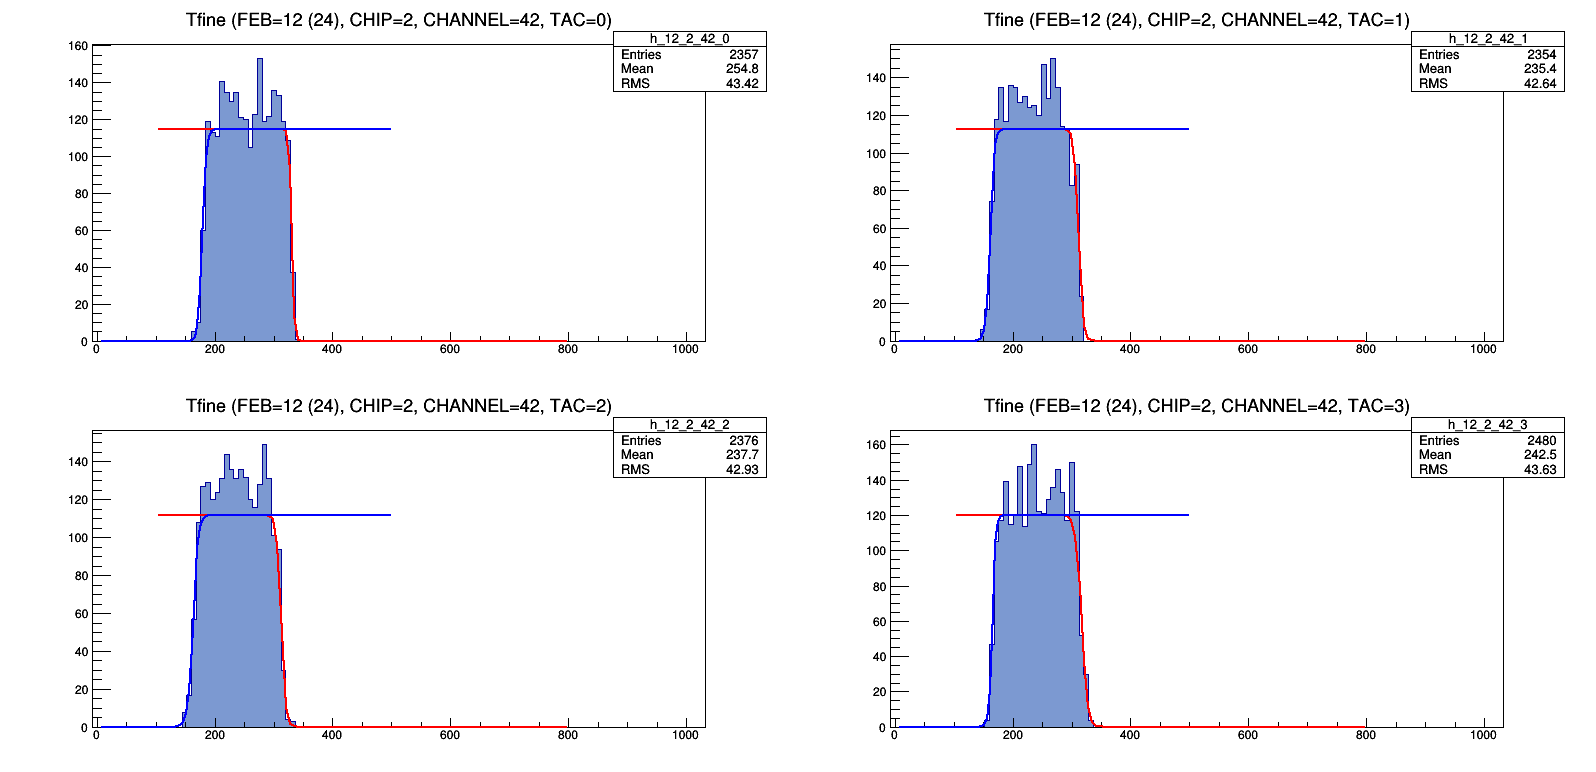 Tfine (FEB=12 (24), CHIP=2, CHANNEL=42, TAC=0)
h_12_2_42_0
Entries 2357
Mean 254.8
RMS 43.42
160
140
120
100
80
60
40
20
0
0 200 400 600 800 1000
Tfine (FEB=12 (24), CHIP=2, CHANNEL=42, TAC=1)
h_12_2_42_1
Entries 2354
Mean 235.4
RMS 42.64
140
120
100
80
60
40
20
0
0 200 400 600 800 1000
Tfine (FEB=12 (24), CHIP=2, CHANNEL=42, TAC=2)
h_12_2_42_2
Entries 2376
Mean 237.7
RMS 42.93
140
120
100
80
60
40
20
0
0 200 400 600 800 1000
Tfine (FEB=12 (24), CHIP=2, CHANNEL=42, TAC=3)
h_12_2_42_3
Entries 2480
Mean 242.5
RMS 43.63
160
140
120
100
80
60
40
20
0
0 200 400 600 800 1000